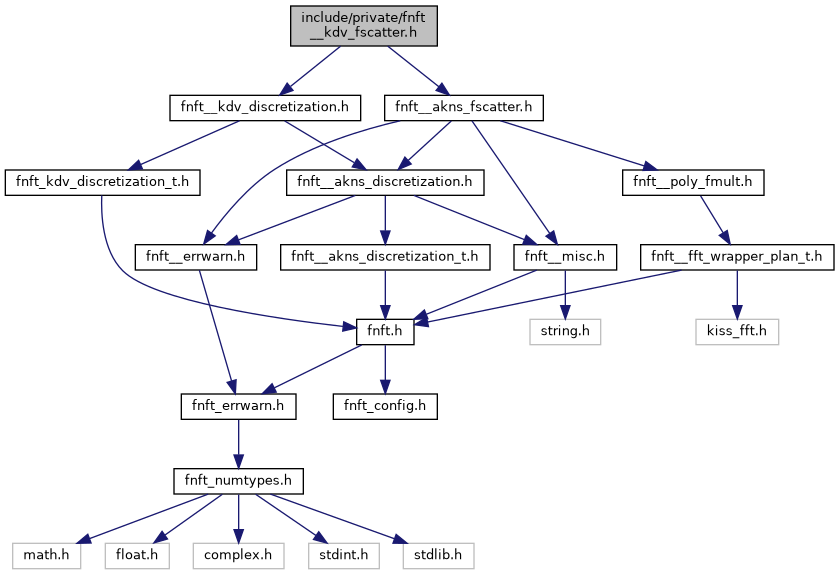 include/private/fnft
__kdv_fscatter.h
fnft__kdv_discretization.h
fnft__akns_fscatter.h
fnft_kdv_discretization_t.h
fnft__akns_discretization.h
fnft__poly_fmult.h
fnft__errwarn.h
fnft__akns_discretization_t.h
fnft__misc.h
fnft__fft_wrapper_plan_t.h
fnft.h
string.h
kiss_fft.h
fnft_errwarn.h
fnft_config.h
fnft_numtypes.h
math.h
float.h
complex.h
stdint.h
stdlib.h